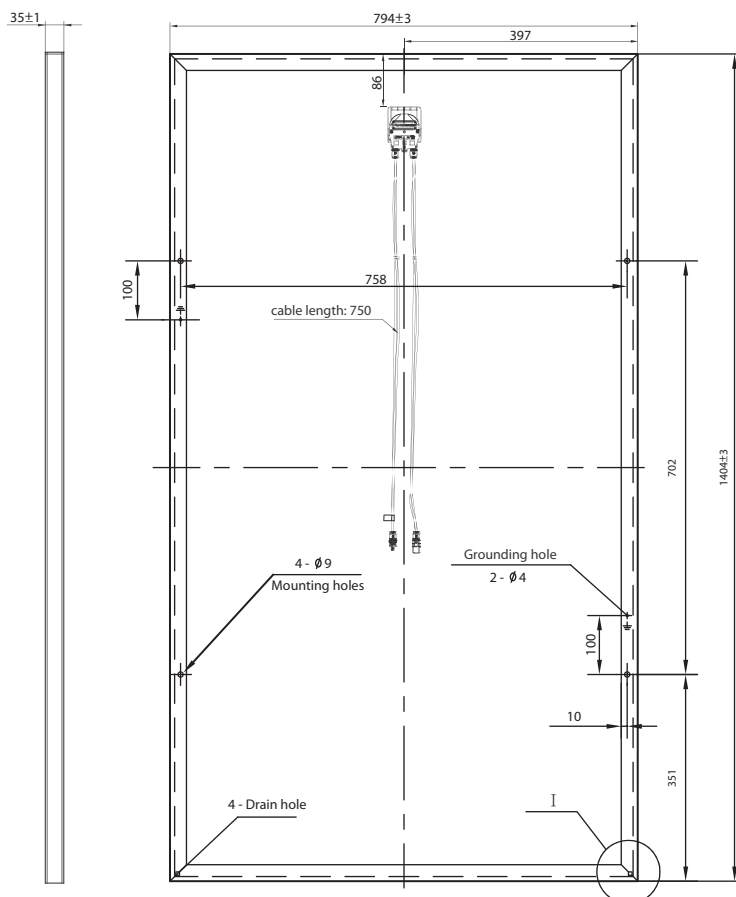 35±1
794±3
397
86
100
758
cable length: 750
702
1404±3
4 - Ø9
Mounting holes
Grounding hole
2 - Ø4
100
10
351
4 - Drain hole
I